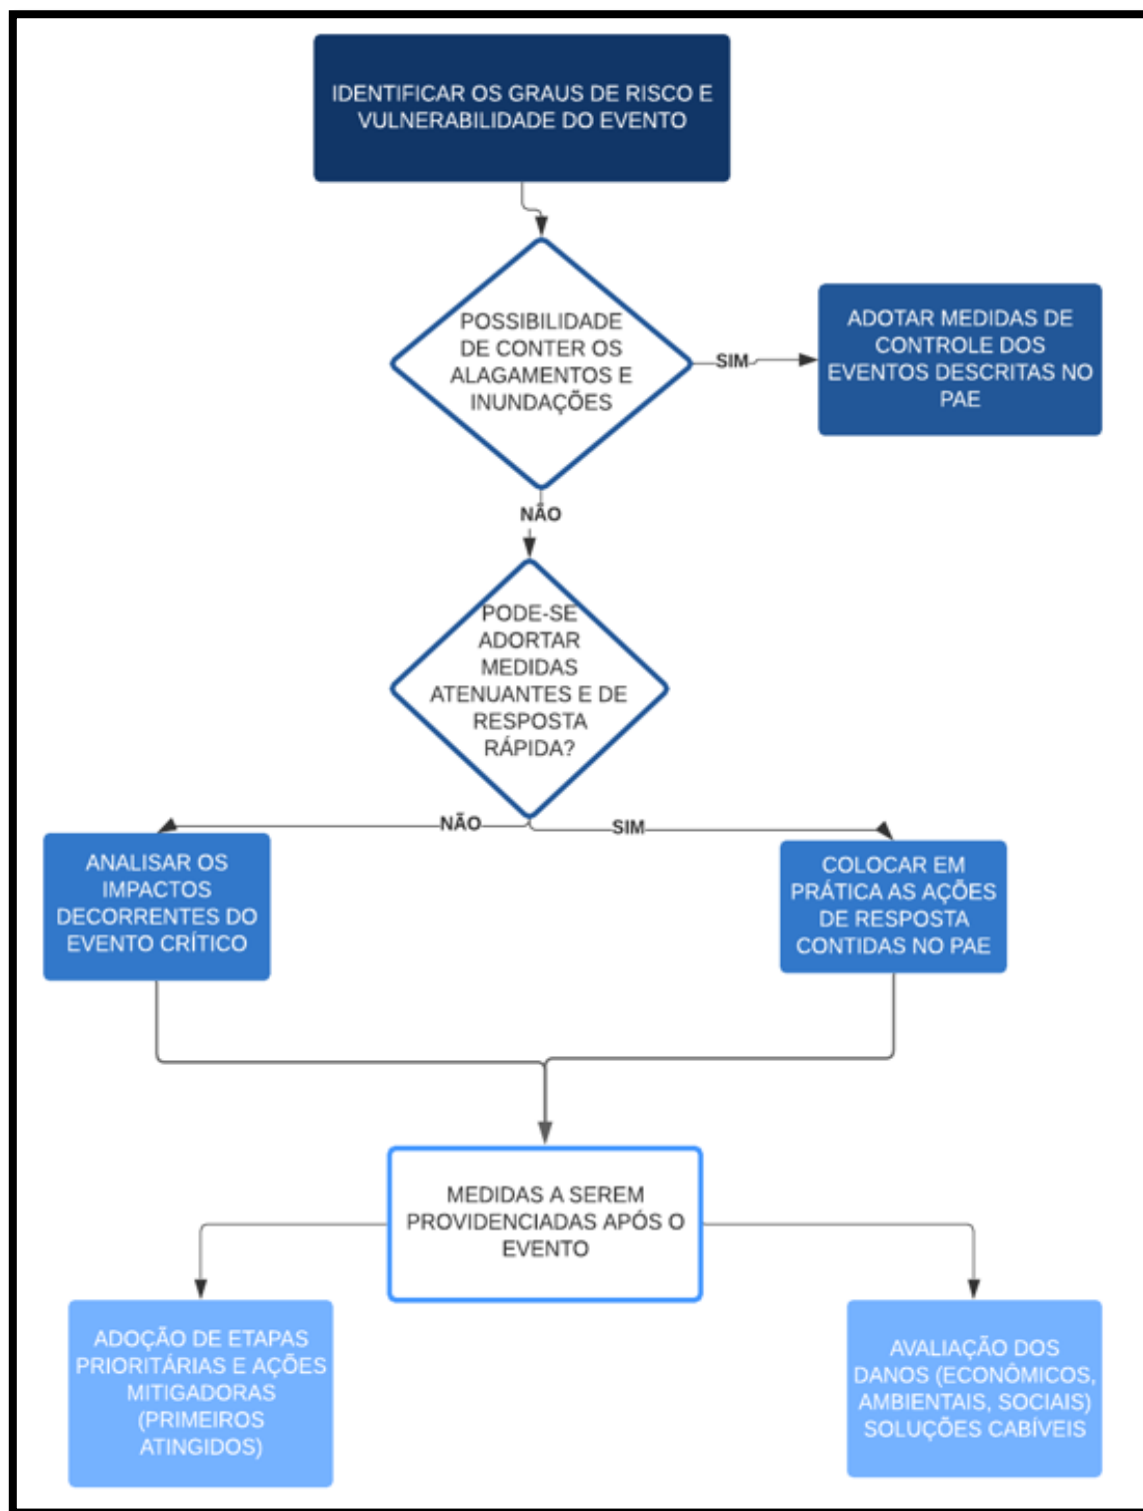 IDENTIFICAR OS GRAUS DE RISCO E
VULNERABILIDADE DO EVENTO
POSSIBILIDADE
DE CONTER OS
ALAGAMENTOS E
INUNDAÇÕES
SIM
ADOTAR MEDIDAS DE
CONTROLE DOS
EVENTOS DESCRITAS NO
PAE
NÃO
PODE-SE
ADORTAR
MEDIDAS
ATENUANTES E DE
RESPOSTA
RÁPIDA?
NÃO
SIM
ANALISAR OS
IMPACTOS
DECORRENTES DO
EVENTO CRÍTICO
COLOCAR EM
PRÁTICA AS AÇÕES
DE RESPOSTA
CONTIDAS NO PAE
MEDIDAS A SEREM
PROVIDENCIADAS APÓS O
EVENTO
ADOÇÃO DE ETAPAS
PRIORITÁRIAS E AÇÕES
MITIGADORAS
(PRIMEIROS
ATINGIDOS)
AVALIAÇÃO DOS
DANOS (ECONÔMICOS,
AMBIENTAIS, SOCIAIS)
SOLUÇÕES CABÍVEIS